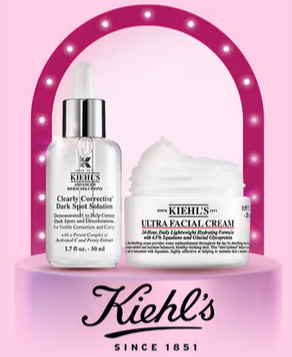 KIEHL'S
SINCE 1851
ADVANCED
DERMSOLUTIONS
Clearly Corrective™
Dark Spot Solution
Demonstrated to Help Correct
Dark Spots and Discolorations,
For Visible Correction and Clarity
with a Potent Complex of
Activated C and Peony Extract
1.7 fl. oz. - 50 ml
SINCE KIEHL'S 1851
ULTRA FACIAL CREAM
24-Hour, Daily Lightweight Hydrating Formula
with 4.5% Squalane and Glacial Glycoprotein
Kiehl's
SINCE 1851